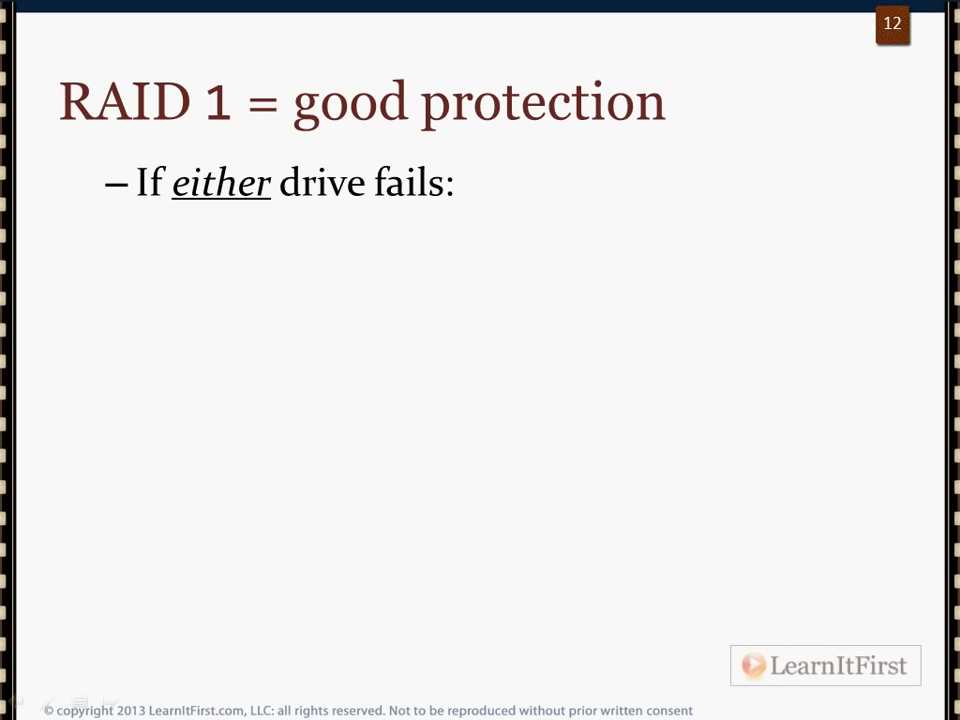 12
RAID 1 = good protection
– If either drive fails:
LearnItFirst
© copyright 2013 LearnItFirst.com, LLC: all rights reserved. Not to be reproduced without prior written consent